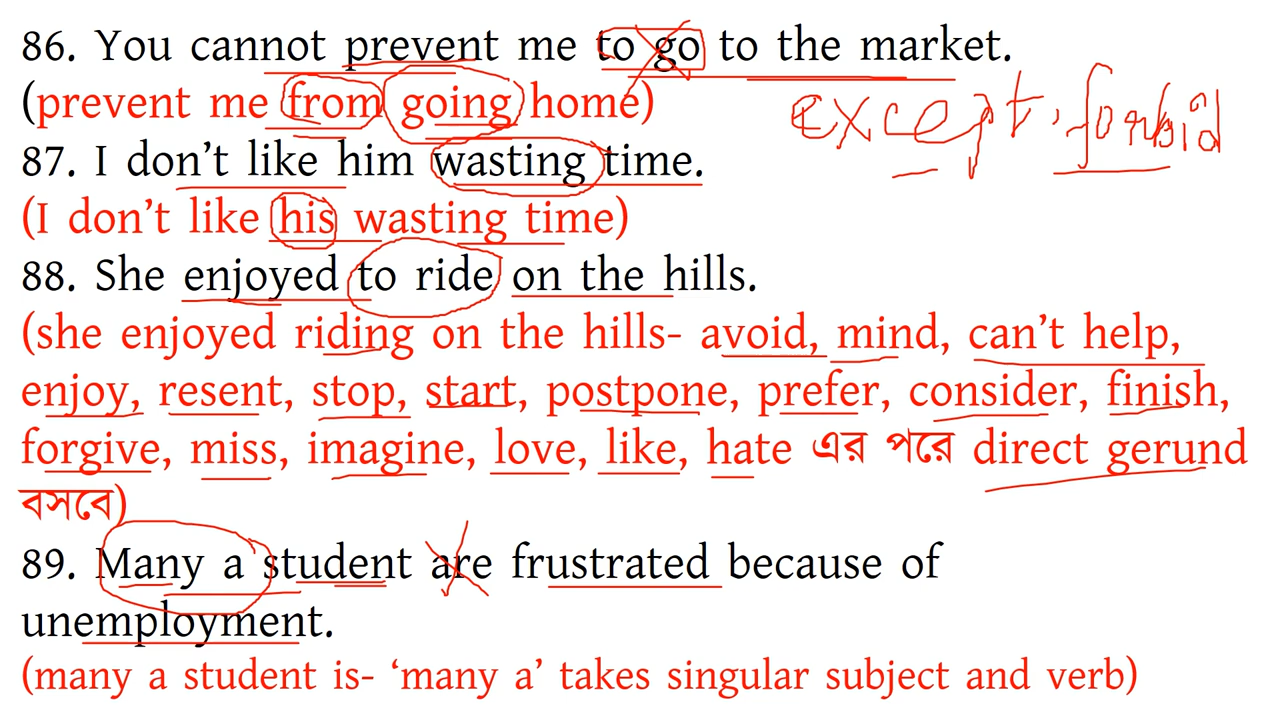 86. You cannot prevent me to go to the market.
(prevent me from going home)
except, forbid
87. I don't like him wasting time.
(I don't like his wasting time)
88. She enjoyed to ride on the hills.
(she enjoyed riding on the hills- avoid, mind, can't help,
enjoy, resent, stop, start, postpone, prefer, consider, finish,
forgive, miss, imagine, love, like, hate এর পরে direct gerund
বসবে)
89. Many a student are frustrated because of
unemployment.
(many a student is- ‘many a’ takes singular subject and verb)